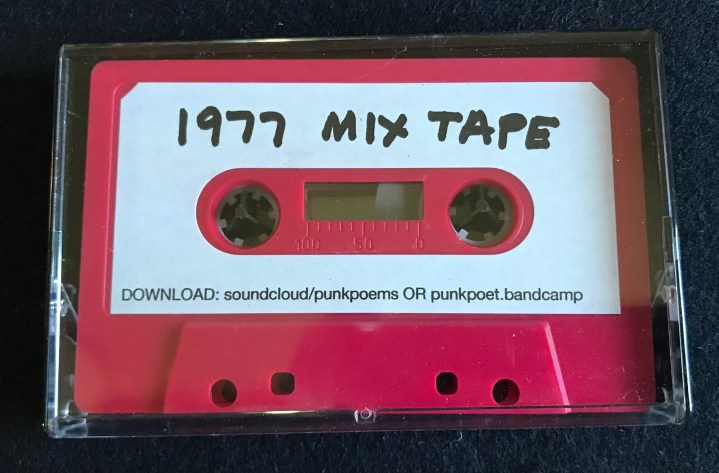 1977 MIX TAPE
100 50 0
DOWNLOAD: soundcloud/punkpoems OR punkpoet.bandcamp